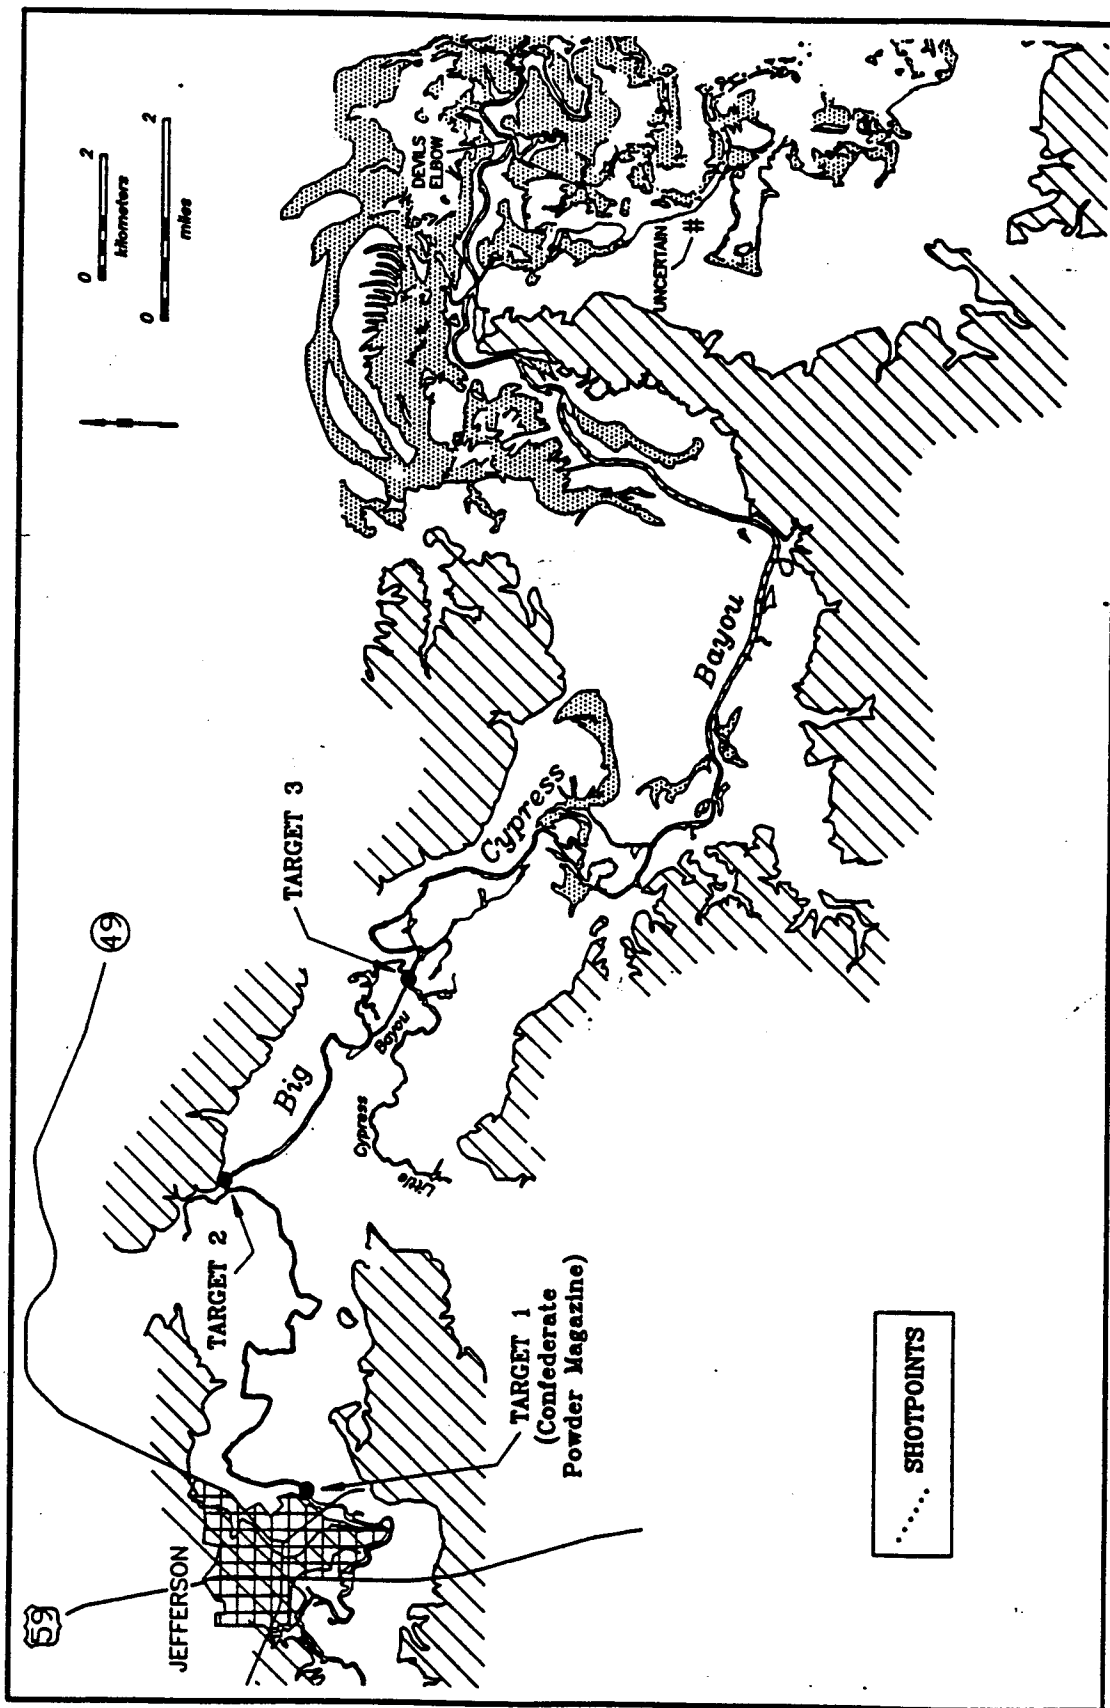 59
JEFFERSON
49
TARGET 2
TARGET 1
(Confederate
Powder Magazine)
TARGET 3
Big
Cypress
Bayou
Little
Cypress
Bayou
DEVILS
ELBOW
UNCERTAIN
0 2
kilometers
0 2
miles
N
SHOTPOINTS